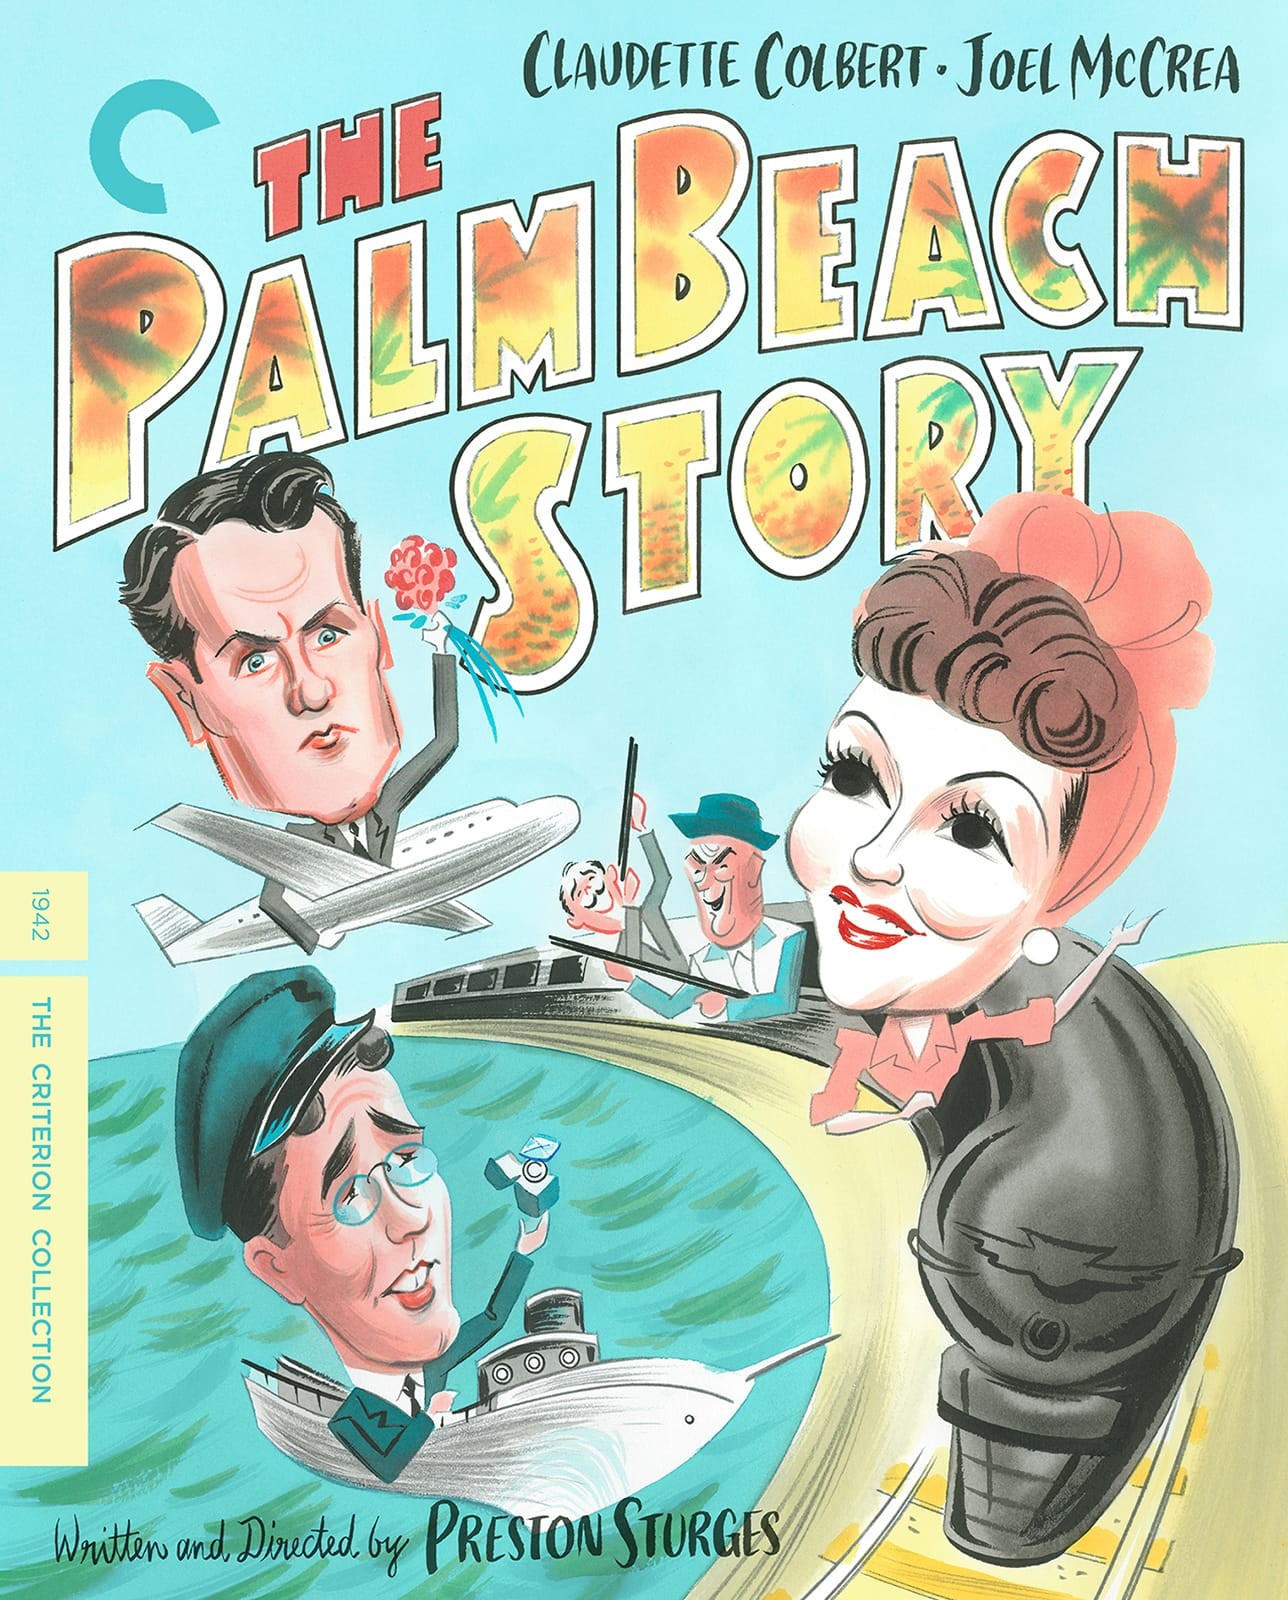 CLAUDETTE COLBERT · JOEL McCREA
THE
PALM BEACH
STORY
1942
THE CRITERION COLLECTION
Written and Directed by PRESTON STURGES